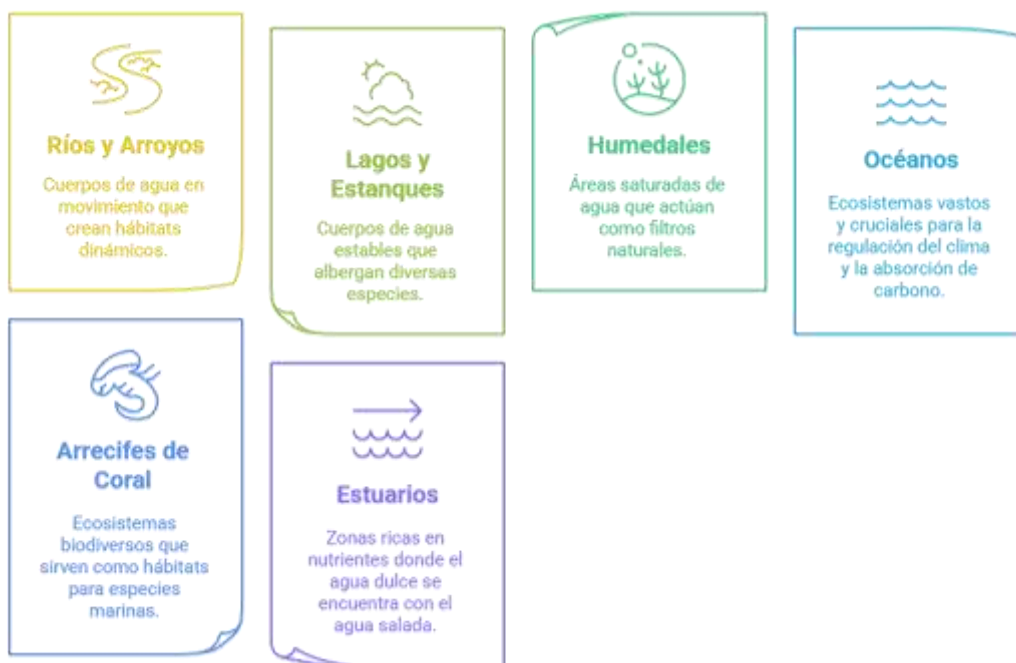 Ríos y Arroyos
Cuerpos de agua en
movimiento que
crean hábitats
dinámicos.
Lagos y
Estanques
Cuerpos de agua
estables que
albergan diversas
especies.
Humedales
Áreas saturadas de
agua que actúan
como filtros
naturales.
Océanos
Ecosistemas vastos
y cruciales para la
regulación del clima
y la absorción de
carbono.
Arrecifes de
Coral
Ecosistemas
biodiversos que
sirven como hábitats
para especies
marinas.
Estuarios
Zonas ricas en
nutrientes donde el
agua dulce se
encuentra con el
agua salada.